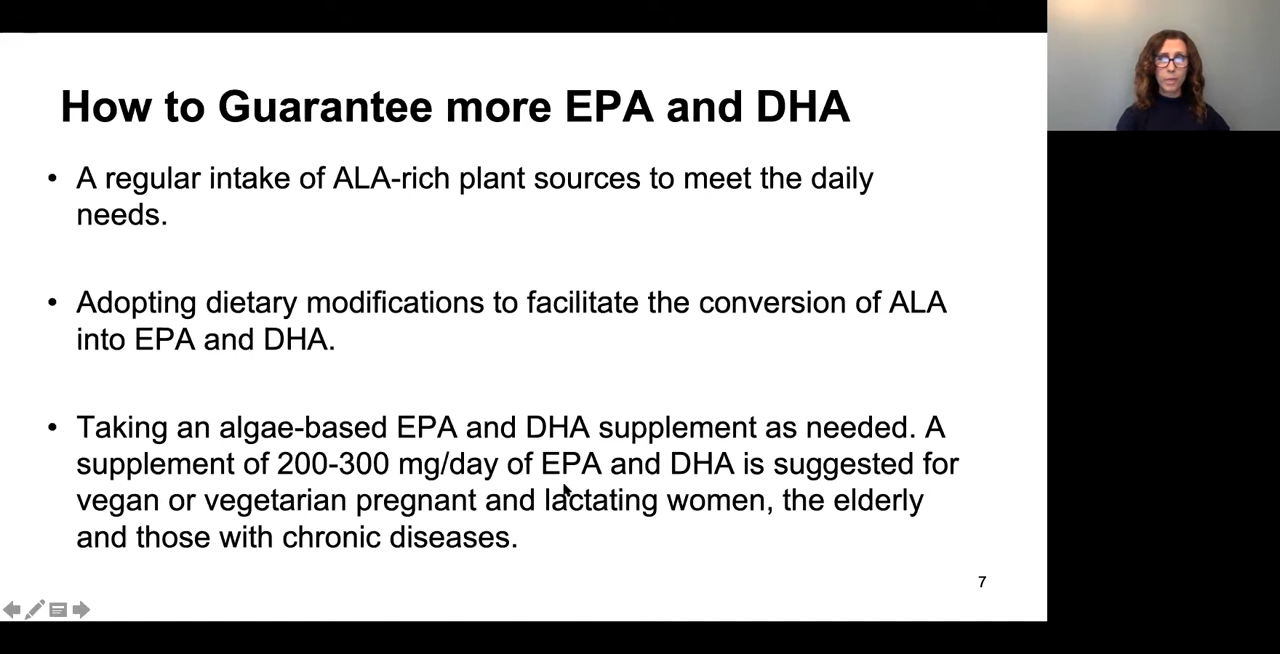 How to Guarantee more EPA and DHA
• A regular intake of ALA-rich plant sources to meet the daily
needs.
• Adopting dietary modifications to facilitate the conversion of ALA
into EPA and DHA.
• Taking an algae-based EPA and DHA supplement as needed. A
supplement of 200-300 mg/day of EPA and DHA is suggested for
vegan or vegetarian pregnant and lactating women, the elderly
and those with chronic diseases.
7